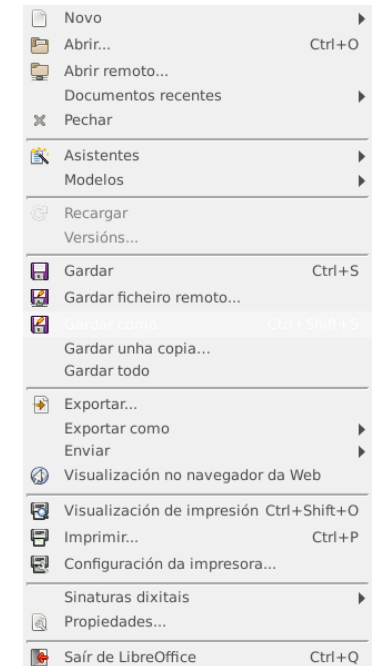 Novo
Abrir... Ctrl+O
Abrir remoto...
Documentos recentes
Pechar
Asistentes
Modelos
Recargar
Versións...
Gardar Ctrl+S
Gardar ficheiro remoto...
Gardar como Ctrl+Shift+S
Gardar unha copia...
Gardar todo
Exportar...
Exportar como
Enviar
Visualización no navegador da Web
Visualización de impresión Ctrl+Shift+O
Imprimir... Ctrl+P
Configuración da impresora...
Sinaturas dixitais
Propiedades...
Saír de LibreOffice Ctrl+Q